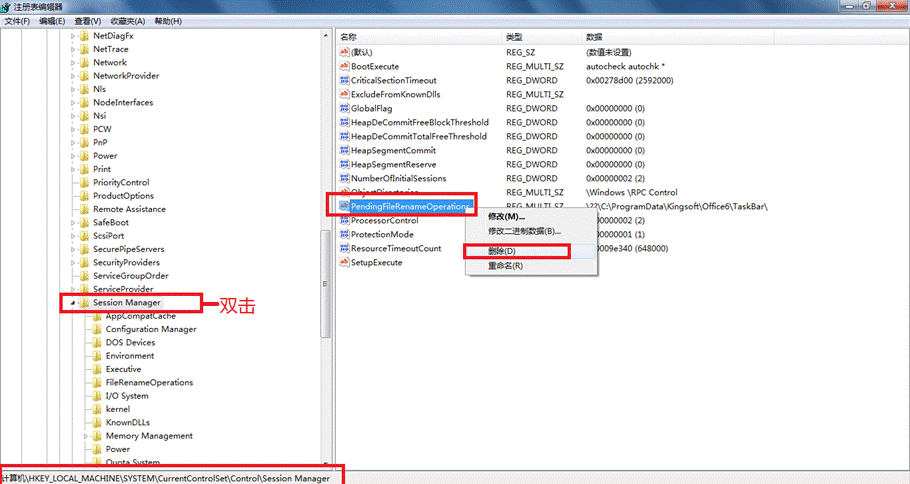 注册表编辑器
文件(F) 编辑(E) 查看(V) 收藏夹(A) 帮助(H)
NetDiagFx
NetTrace
Network
NetworkProvider
Nls
NodeInterfaces
Nsi
PCW
PnP
Power
Print
PriorityControl
ProductOptions
Remote Assistance
SafeBoot
ScsiPort
SecurePipeServers
SecurityProviders
ServiceGroupOrder
ServiceProvider
Session Manager
双击
AppCompatCache
Configuration Manager
DOS Devices
Environment
Executive
FileRenameOperations
I/O System
kernel
KnownDLLs
Memory Management
Power
Quota System
名称 类型 数据
(默认) REG_SZ (数值未设置)
BootExecute REG_MULTI_SZ autocheck autochk *
CriticalSectionTimeout REG_DWORD 0x00278d00 (2592000)
ExcludeFromKnownDlls REG_MULTI_SZ
GlobalFlag REG_DWORD 0x00000000 (0)
HeapDeCommitFreeBlockThreshold REG_DWORD 0x00000000 (0)
HeapDeCommitTotalFreeThreshold REG_DWORD 0x00000000 (0)
HeapSegmentCommit REG_DWORD 0x00000000 (0)
HeapSegmentReserve REG_DWORD 0x00000000 (0)
NumberOfInitialSessions REG_DWORD 0x00000002 (2)
ObjectDirectories REG_MULTI_SZ \Windows \RPC Control
PendingFileRenameOperations REG_MULTI_SZ \??\C:\ProgramData\Kingsoft\Office6\TaskBar\
ProcessorControl 0000002 (2)
ProtectionMode 0000001 (1)
ResourceTimeoutCount 0009e340 (648000)
SetupExecute
修改(M)...
修改二进制数据(B)...
删除(D)
重命名(R)
计算机\HKEY_LOCAL_MACHINE\SYSTEM\CurrentControlSet\Control\Session Manager